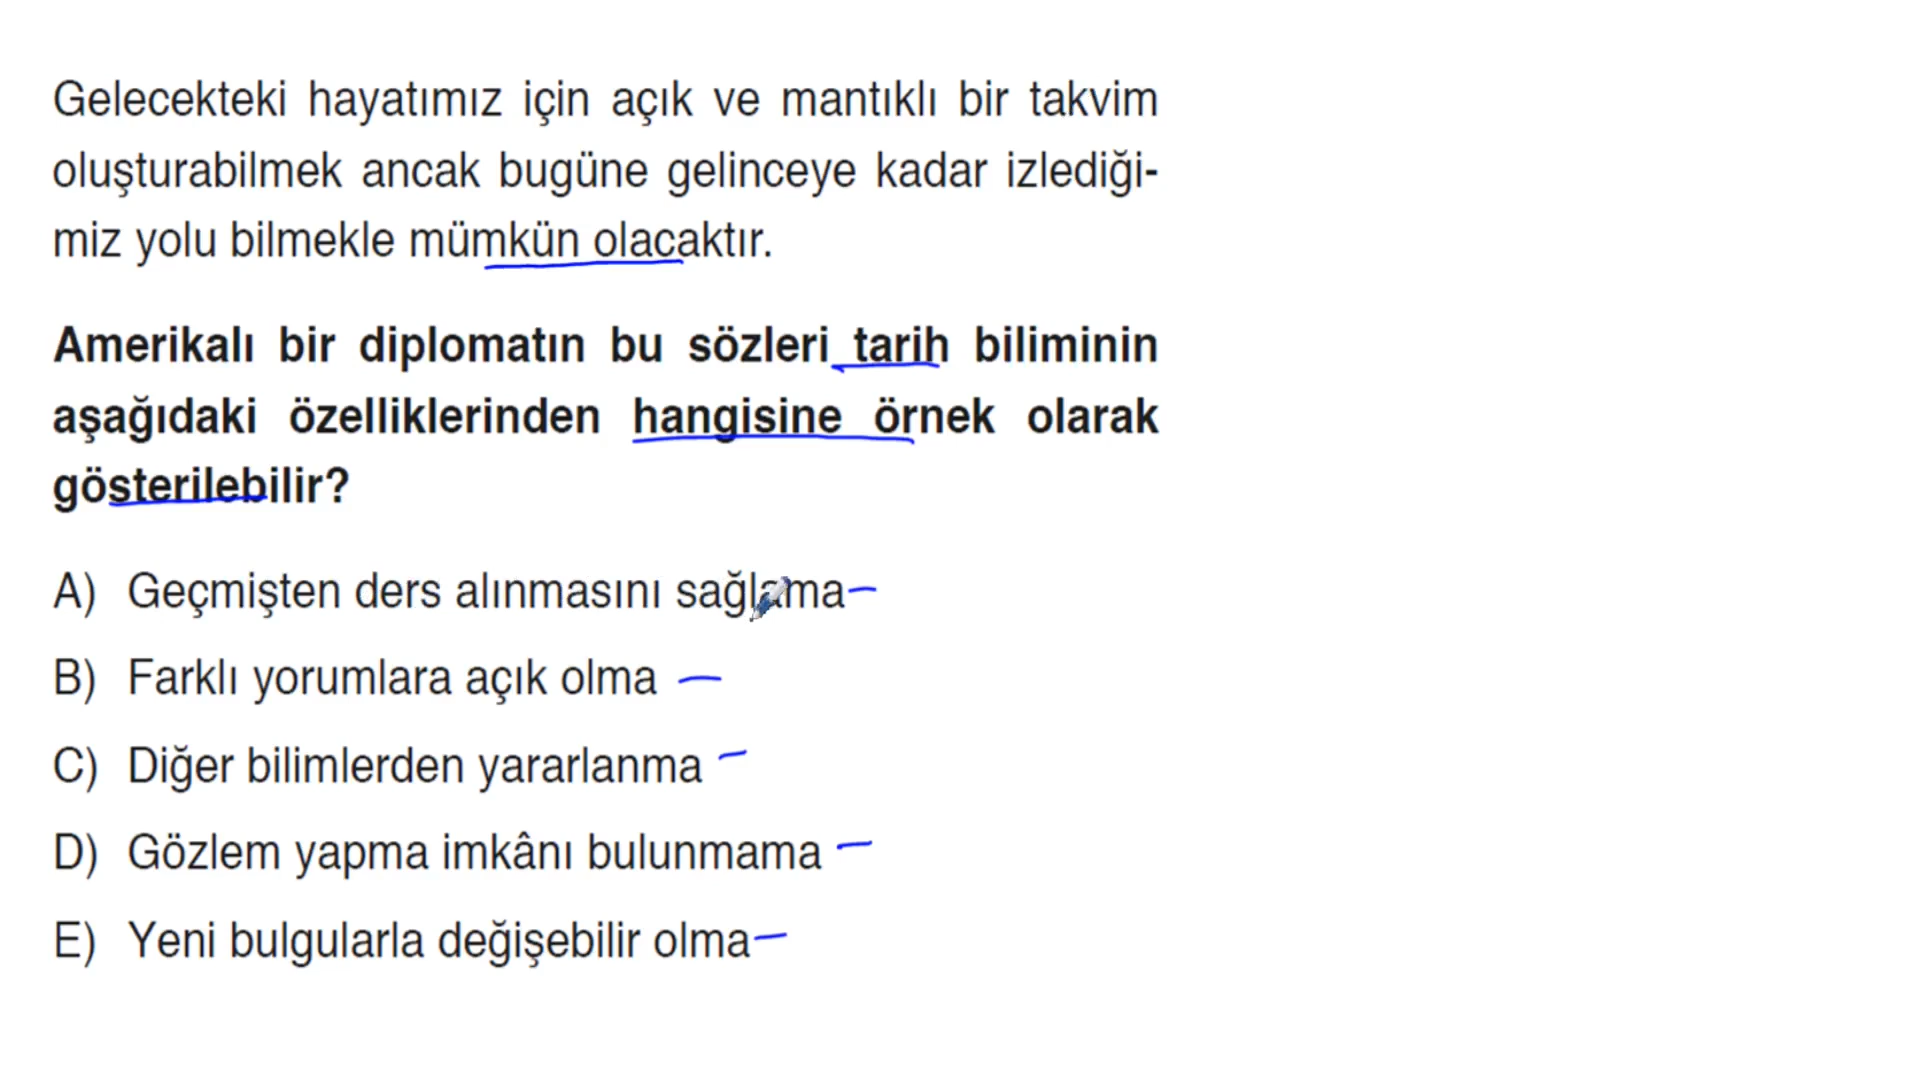 Gelecekteki hayatımız için açık ve mantıklı bir takvim
oluşturabilmek ancak bugüne gelinceye kadar izlediği-
miz yolu bilmekle mümkün olacaktır.
Amerikalı bir diplomatın bu sözleri tarih biliminin
aşağıdaki özelliklerinden hangisine örnek olarak
gösterilebilir?
A) Geçmişten ders alınmasını sağlama
B) Farklı yorumlara açık olma
C) Diğer bilimlerden yararlanma
D) Gözlem yapma imkânı bulunmama
E) Yeni bulgularla değişebilir olma